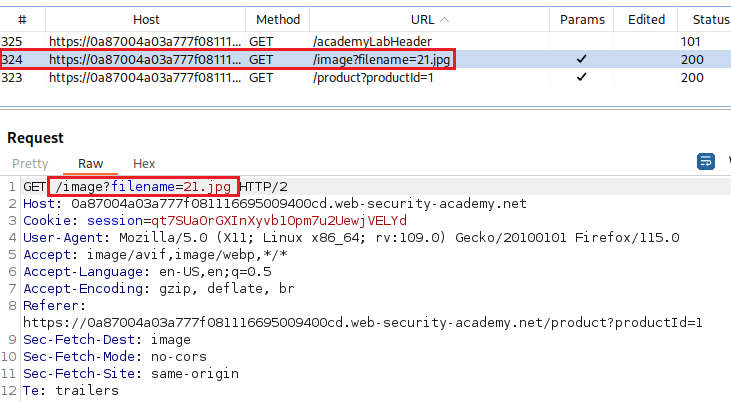 # Host Method URL Params Edited Status
325 https://0a87004a03a777f08111... GET /academyLabHeader 101
324 https://0a87004a03a777f08111... GET /image?filename=21.jpg ✓ 200
323 https://0a87004a03a777f08111... GET /product?productId=1 ✓ 200
Request
Pretty Raw Hex
1 GET /image?filename=21.jpg HTTP/2
2 Host: 0a87004a03a777f081116695009400cd.web-security-academy.net
3 Cookie: session=qt7SUaOrGXInXyvblOpm7u2UewjVELYd
4 User-Agent: Mozilla/5.0 (X11; Linux x86_64; rv:109.0) Gecko/20100101 Firefox/115.0
5 Accept: image/avif,image/webp,*/*
6 Accept-Language: en-US,en;q=0.5
7 Accept-Encoding: gzip, deflate, br
8 Referer:
https://0a87004a03a777f081116695009400cd.web-security-academy.net/product?productId=1
9 Sec-Fetch-Dest: image
10 Sec-Fetch-Mode: no-cors
11 Sec-Fetch-Site: same-origin
12 Te: trailers